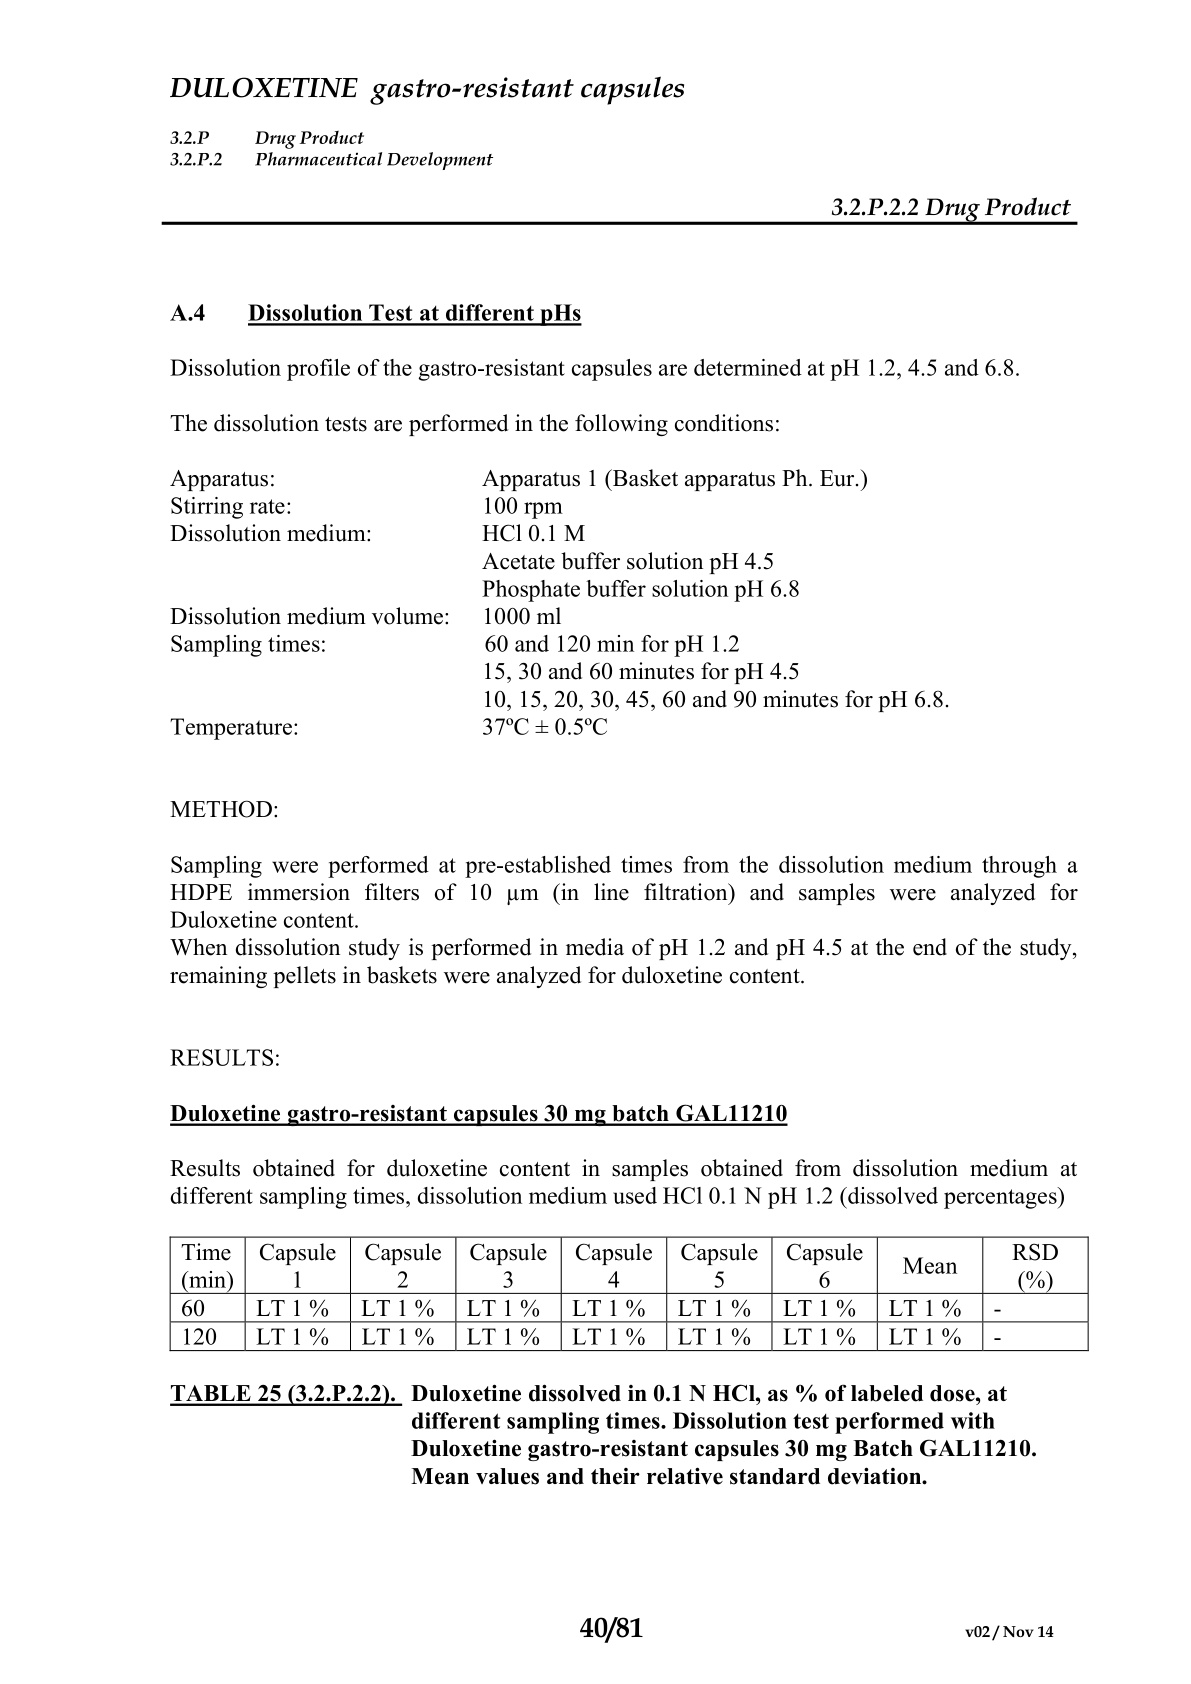 DULOXETINE gastro-resistant capsules
3.2.P Drug Product
3.2.P.2 Pharmaceutical Development
3.2.P.2.2 Drug Product
A.4 Dissolution Test at different pHs
Dissolution profile of the gastro-resistant capsules are determined at pH 1.2, 4.5 and 6.8.
The dissolution tests are performed in the following conditions:
Apparatus: Apparatus 1 (Basket apparatus Ph. Eur.)
Stirring rate: 100 rpm
Dissolution medium: HCl 0.1 M
Acetate buffer solution pH 4.5
Phosphate buffer solution pH 6.8
Dissolution medium volume: 1000 ml
Sampling times: 60 and 120 min for pH 1.2
15, 30 and 60 minutes for pH 4.5
10, 15, 20, 30, 45, 60 and 90 minutes for pH 6.8.
Temperature: 37ºC ± 0.5ºC
METHOD:
Sampling were performed at pre-established times from the dissolution medium through a
HDPE immersion filters of 10 µm (in line filtration) and samples were analyzed for
Duloxetine content.
When dissolution study is performed in media of pH 1.2 and pH 4.5 at the end of the study,
remaining pellets in baskets were analyzed for duloxetine content.
RESULTS:
Duloxetine gastro-resistant capsules 30 mg batch GAL11210
Results obtained for duloxetine content in samples obtained from dissolution medium at
different sampling times, dissolution medium used HCl 0.1 N pH 1.2 (dissolved percentages)
Time (min) Capsule 1 Capsule 2 Capsule 3 Capsule 4 Capsule 5 Capsule 6 Mean RSD (%)
60 LT 1 % LT 1 % LT 1 % LT 1 % LT 1 % LT 1 % LT 1 % -
120 LT 1 % LT 1 % LT 1 % LT 1 % LT 1 % LT 1 % LT 1 % -
TABLE 25 (3.2.P.2.2). Duloxetine dissolved in 0.1 N HCl, as % of labeled dose, at
different sampling times. Dissolution test performed with
Duloxetine gastro-resistant capsules 30 mg Batch GAL11210.
Mean values and their relative standard deviation.
40/81
v02 / Nov 14